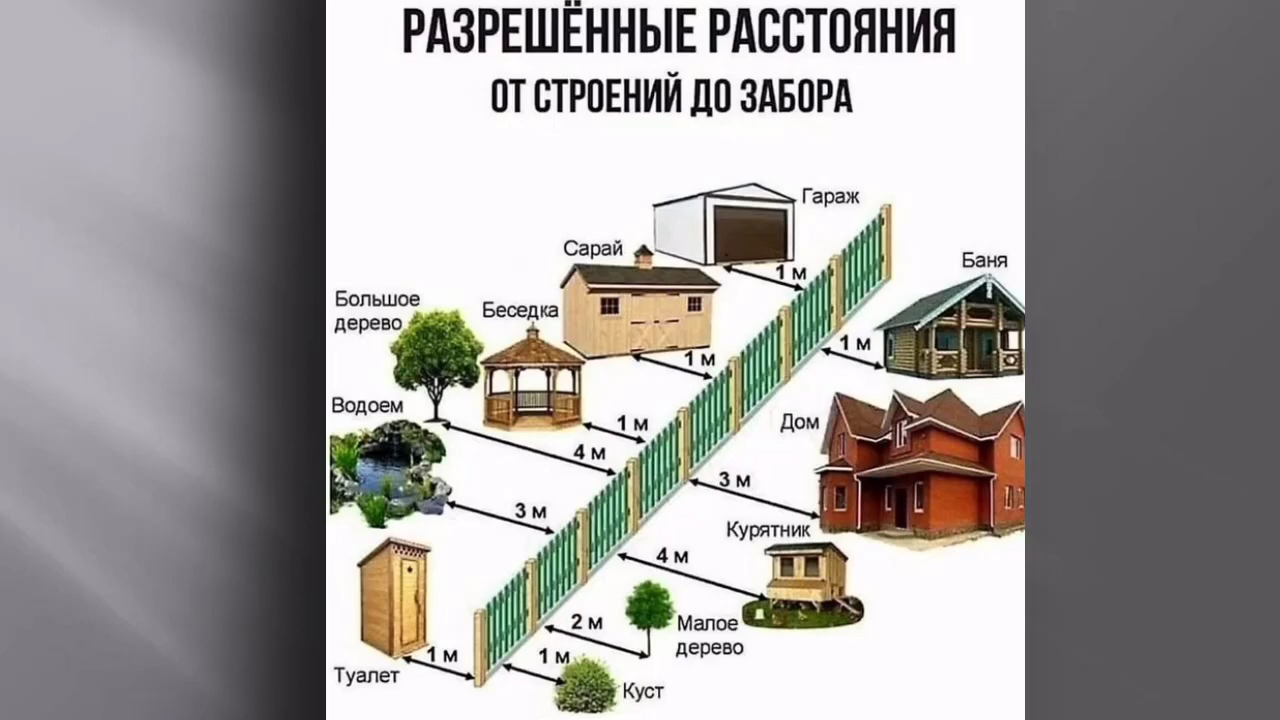 РАЗРЕШЁННЫЕ РАССТОЯНИЯ
ОТ СТРОЕНИЙ ДО ЗАБОРА
Гараж
1 м
Сарай
1 м
Баня
1 м
Большое
дерево
Беседка
1 м
4 м
Водоем
3 м
Дом
3 м
Курятник
4 м
Малое
дерево
2 м
Туалет
1 м
1 м
Куст